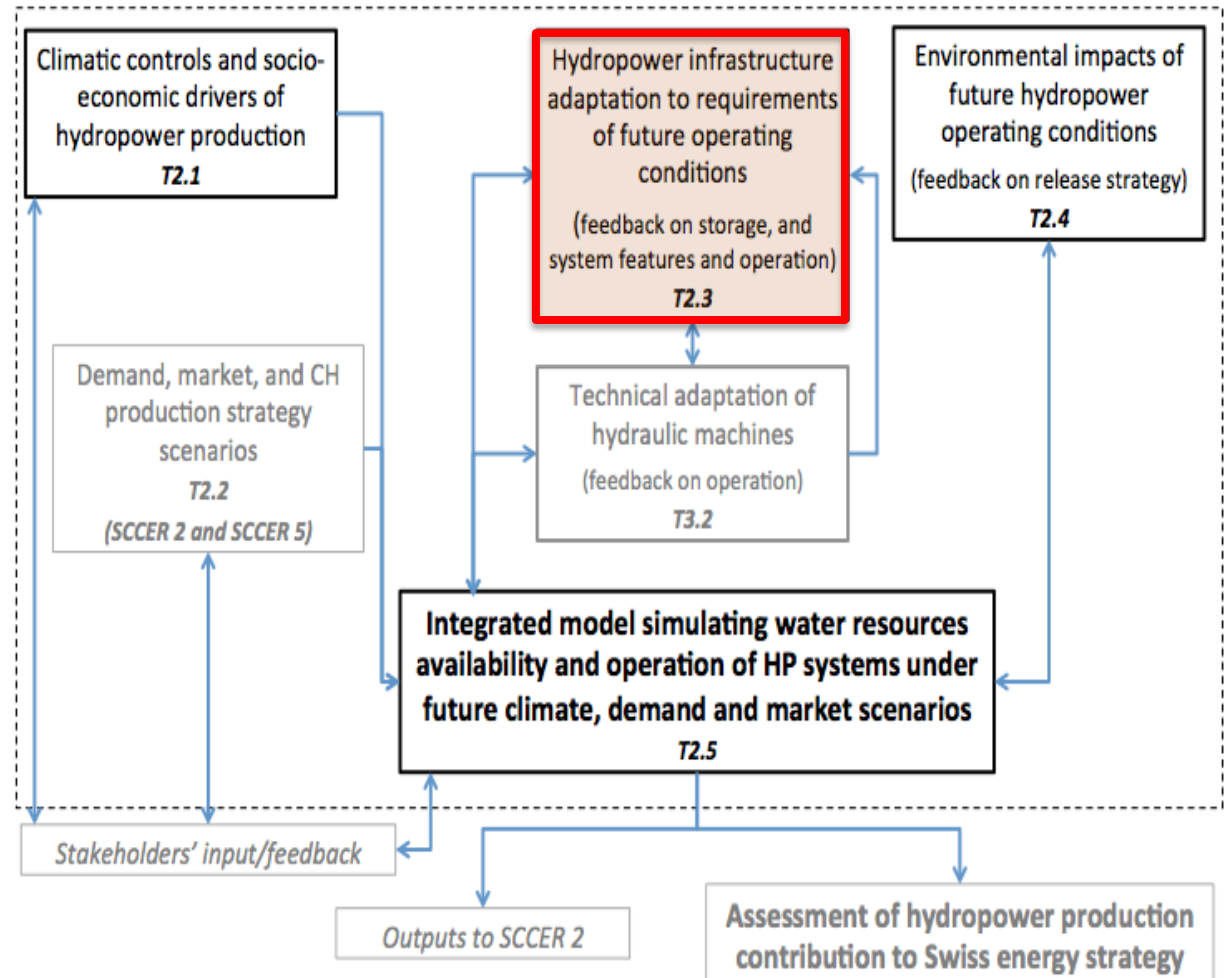 Climatic controls and socio-
economic drivers of
hydropower production
T2.1
Hydropower infrastructure
adaptation to requirements
of future operating
conditions
(feedback on storage, and
system features and operation)
T2.3
Environmental impacts of
future hydropower
operating conditions
(feedback on release strategy)
T2.4
Demand, market, and CH
production strategy
scenarios
T2.2
(SCCER 2 and SCCER 5)
Technical adaptation of
hydraulic machines
(feedback on operation)
T3.2
Integrated model simulating water resources
availability and operation of HP systems under
future climate, demand and market scenarios
T2.5
Stakeholders' input/feedback
Outputs to SCCER 2
Assessment of hydropower production
contribution to Swiss energy strategy